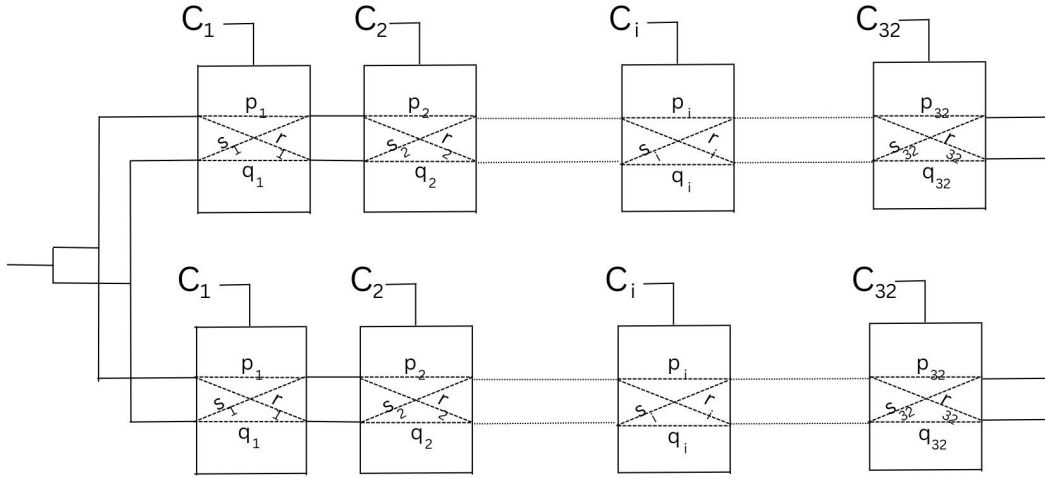 C1 C2 Ci C32
p1 p2 pi p32
s1 r1 s2 r2 si ri s32 r32
q1 q2 qi q32
C1 C2 Ci C32
p1 p2 pi p32
s1 r1 s2 r2 si ri s32 r32
q1 q2 qi q32